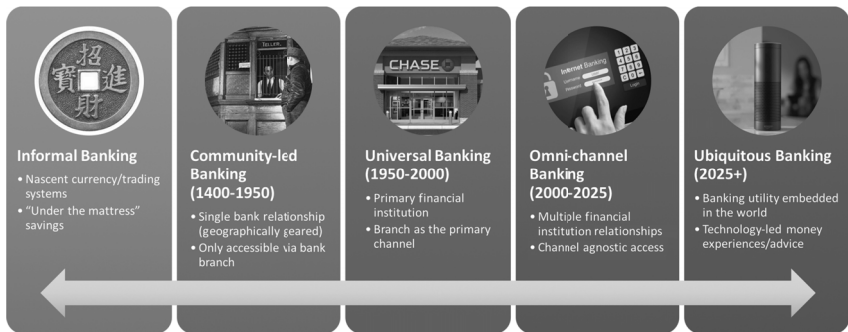 招
寶 進
財
Informal Banking
• Nascent currency/trading
systems
• “Under the mattress”
savings
TELLER
Community-led
Banking
(1400-1950)
• Single bank relationship
(geographically geared)
• Only accessible via bank
branch
CHASE
Universal Banking
(1950-2000)
• Primary financial
institution
• Branch as the primary
channel
Internet Banking
Username
Password
Login
Omni-channel
Banking
(2000-2025)
• Multiple financial
institution relationships
• Channel agnostic access
Ubiquitous Banking
(2025+)
• Banking utility embedded
in the world
• Technology-led money
experiences/advice